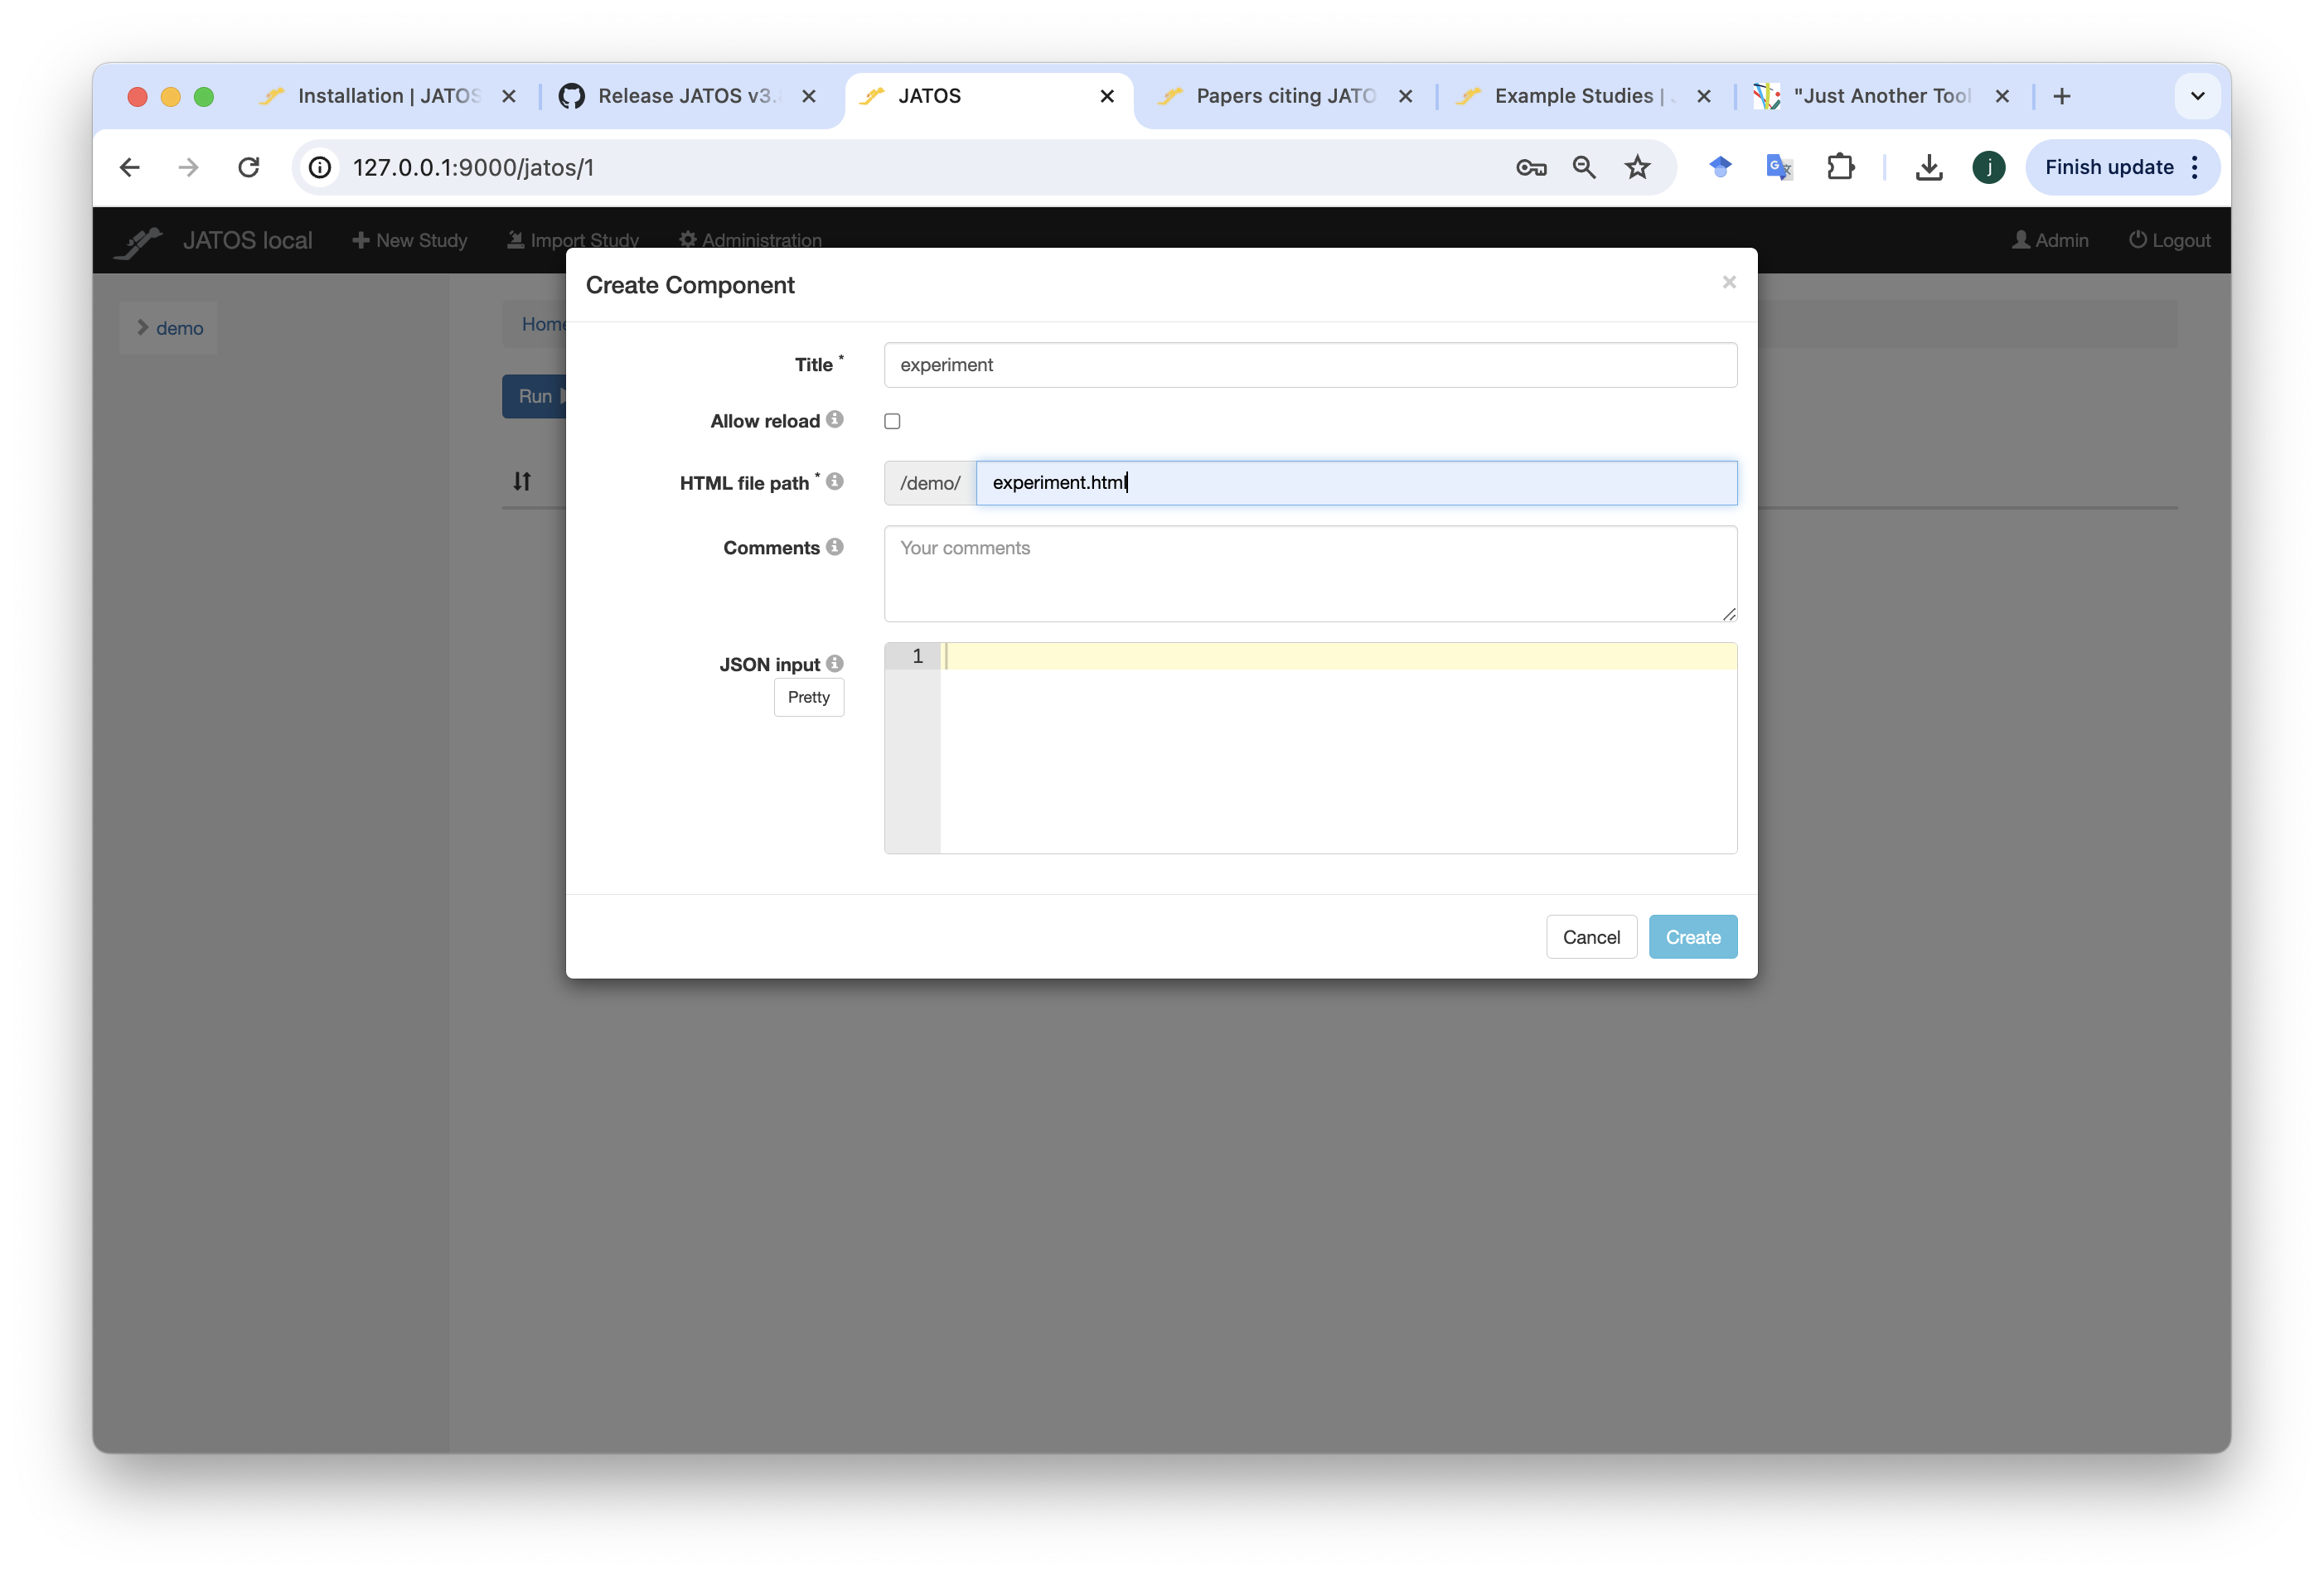 Installation | JATOS
Release JATOS v3.
JATOS
Papers citing JATO
Example Studies |
"Just Another Tool
127.0.0.1:9000/jatos/1
j
Finish update
JATOS local
New Study
Import Study
Administration
Admin
Logout
demo
Home
Run
Create Component
×
Title *
experiment
Allow reload
HTML file path *
/demo/
experiment.html
Comments
Your comments
JSON input
1
Pretty
Cancel
Create